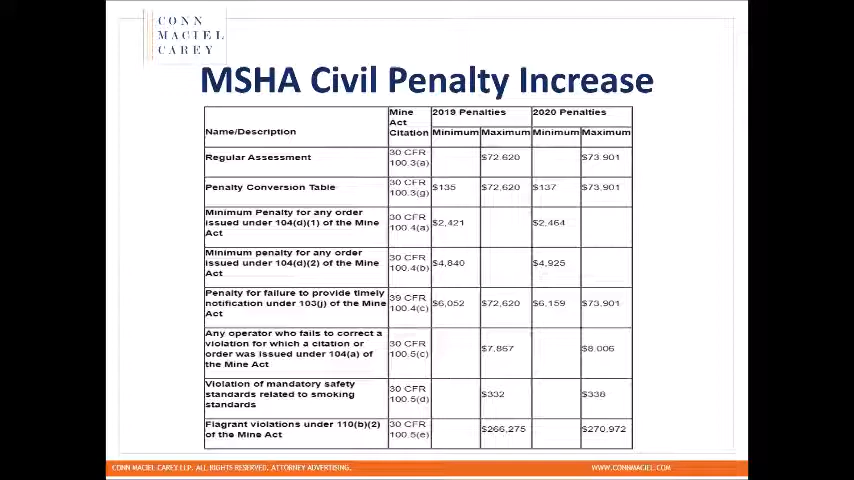 CONN
MACIEL
CAREY
MSHA Civil Penalty Increase
Name/Description Mine Act Citation 2019 Penalties 2020 Penalties
Minimum Maximum Minimum Maximum
Regular Assessment 30 CFR 100.3(a) $72,620 $73,901
Penalty Conversion Table 30 CFR 100.3(g) $135 $72,620 $137 $73,901
Minimum Penalty for any order issued under 104(d)(1) of the Mine Act 30 CFR 100.4(a) $2,421 $2,464
Minimum penalty for any order issued under 104(d)(2) of the Mine Act 30 CFR 100.4(b) $4,840 $4,925
Penalty for failure to provide timely notification under 103(j) of the Mine Act 39 CFR 100.4(c) $6,052 $72,620 $6,159 $73,901
Any operator who fails to correct a violation for which a citation or order was issued under 104(a) of the Mine Act 30 CFR 100.5(c) $7,867 $8,006
Violation of mandatory safety standards related to smoking standards 30 CFR 100.5(d) $332 $338
Flagrant violations under 110(b)(2) of the Mine Act 30 CFR 100.5(e) $266,275 $270,972
CONN MACIEL CAREY LLP. ALL RIGHTS RESERVED. ATTORNEY ADVERTISING.
WWW.CONNMACIEL.COM